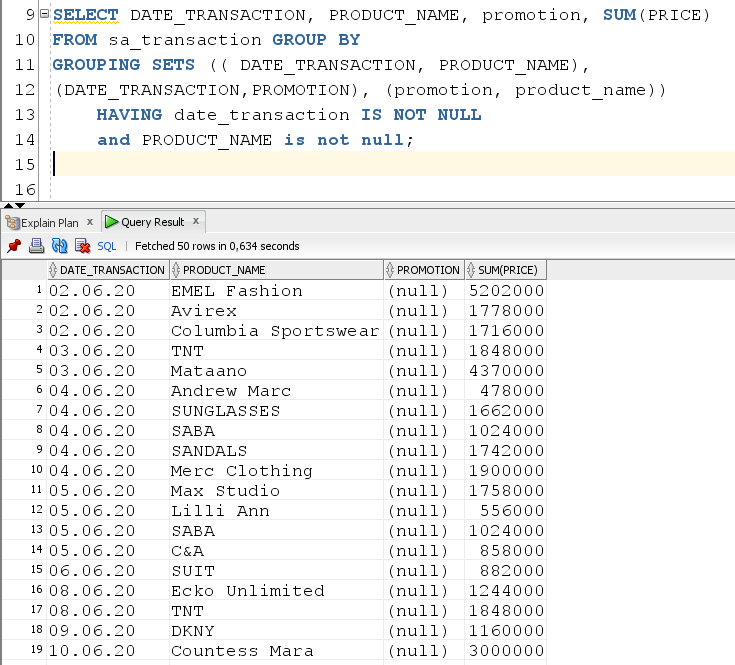 9 SELECT DATE_TRANSACTION, PRODUCT_NAME, promotion, SUM(PRICE)
10 FROM sa_transaction GROUP BY
11 GROUPING SETS (( DATE_TRANSACTION, PRODUCT_NAME),
12 (DATE_TRANSACTION,PROMOTION), (promotion, product_name))
13 HAVING date_transaction IS NOT NULL
14 and PRODUCT_NAME is not null;
15
16
Explain Plan x Query Result x
SQL | Fetched 50 rows in 0,634 seconds
DATE_TRANSACTION PRODUCT_NAME PROMOTION SUM(PRICE)
1 02.06.20 EMEL Fashion (null) 5202000
2 02.06.20 Avirex (null) 1778000
3 02.06.20 Columbia Sportswear (null) 1716000
4 03.06.20 TNT (null) 1848000
5 03.06.20 Mataano (null) 4370000
6 04.06.20 Andrew Marc (null) 478000
7 04.06.20 SUNGLASSES (null) 1662000
8 04.06.20 SABA (null) 1024000
9 04.06.20 SANDALS (null) 1742000
10 04.06.20 Merc Clothing (null) 1900000
11 05.06.20 Max Studio (null) 1758000
12 05.06.20 Lilli Ann (null) 556000
13 05.06.20 SABA (null) 1024000
14 05.06.20 C&A (null) 858000
15 06.06.20 SUIT (null) 882000
16 08.06.20 Ecko Unlimited (null) 1244000
17 08.06.20 TNT (null) 1848000
18 09.06.20 DKNY (null) 1160000
19 10.06.20 Countess Mara (null) 3000000